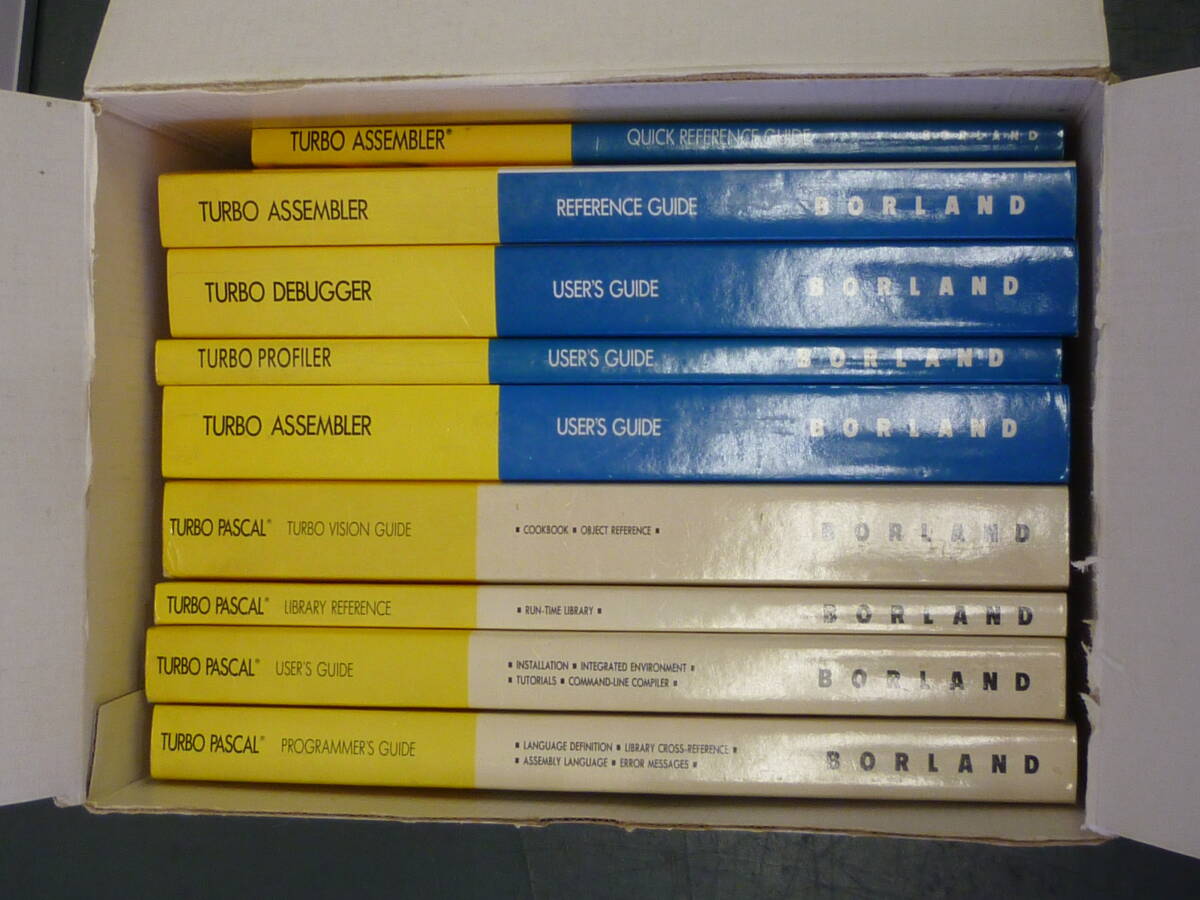 TURBO ASSEMBLER® QUICK REFERENCE GUIDE BORLAND
TURBO ASSEMBLER REFERENCE GUIDE BORLAND
TURBO DEBUGGER USER'S GUIDE BORLAND
TURBO PROFILER USER'S GUIDE BORLAND
TURBO ASSEMBLER USER'S GUIDE BORLAND
TURBO PASCAL® TURBO VISION GUIDE ■ COOKBOOK ■ OBJECT REFERENCE ■ BORLAND
TURBO PASCAL® LIBRARY REFERENCE ■ RUN-TIME LIBRARY ■ BORLAND
TURBO PASCAL® USER'S GUIDE ■ INSTALLATION ■ INTEGRATED ENVIRONMENT ■
■ TUTORIALS ■ COMMAND-LINE COMPILER ■ BORLAND
TURBO PASCAL® PROGRAMMER'S GUIDE ■ LANGUAGE DEFINITION ■ LIBRARY CROSS-REFERENCE ■
■ ASSEMBLY LANGUAGE ■ ERROR MESSAGES ■ BORLAND